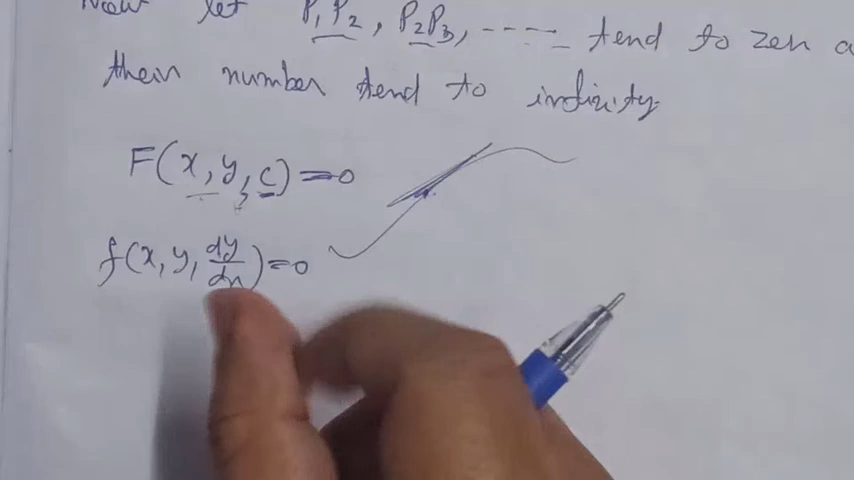 Now let P₁P₂, P₂P₃, ----- tend to zero a
their number tend to infinity
F(x, y, c) = 0
f(x, y, dy/dx) = 0